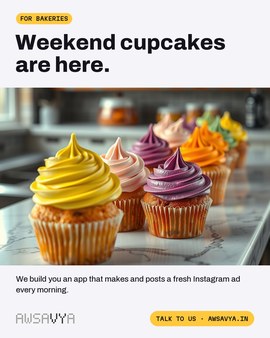 FOR BAKERIES
Weekend cupcakes
are here.
We build you an app that makes and posts a fresh Instagram ad
every morning.
AWSAVYA
TALK TO US · AWSAVYA.IN